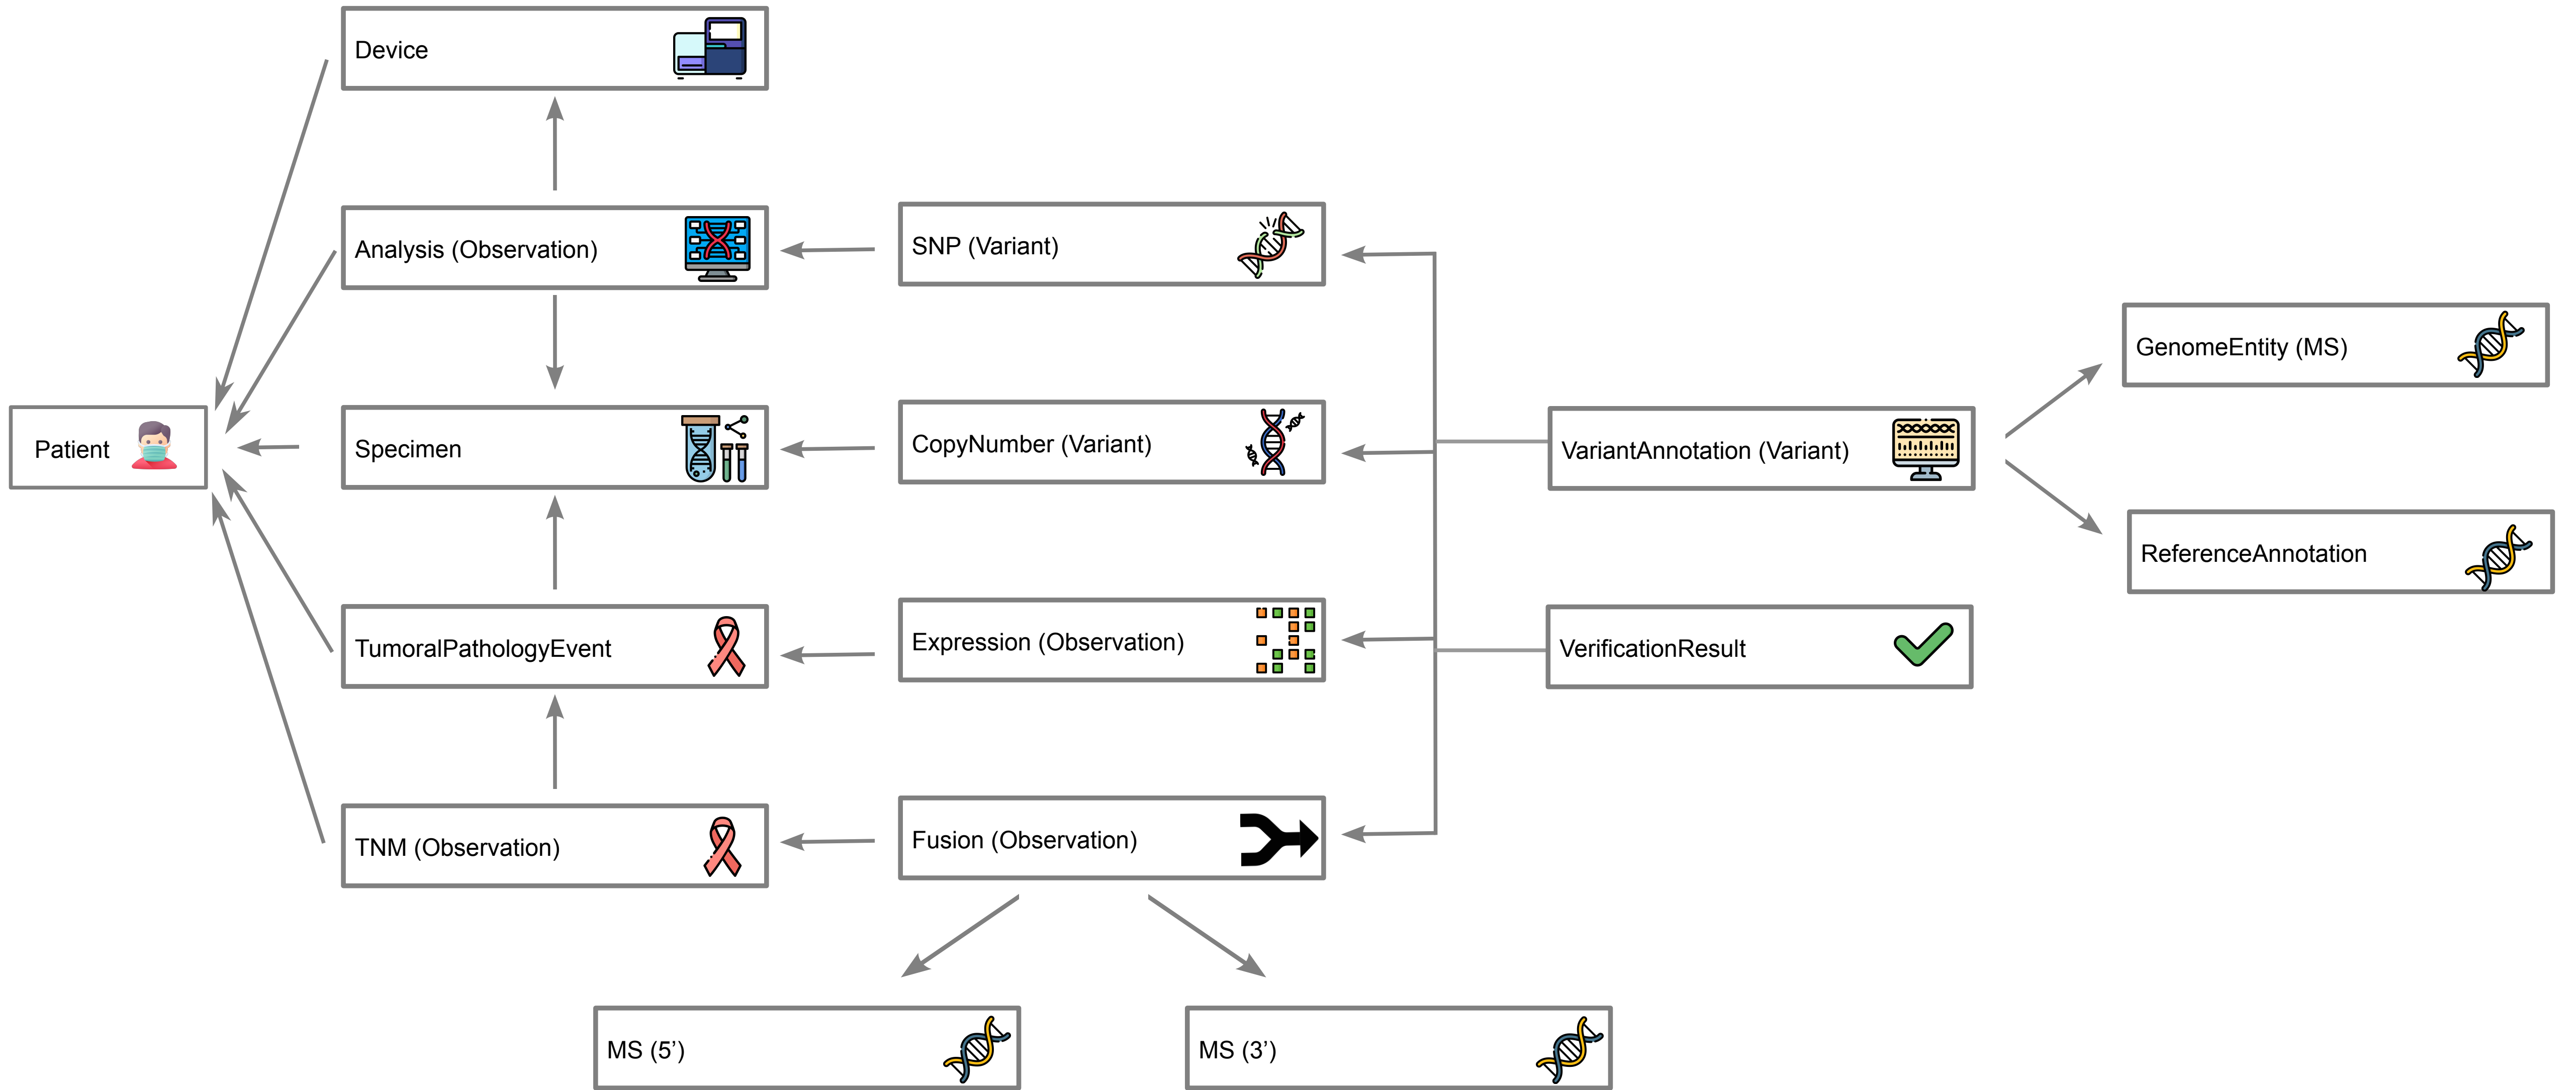 Device
Analysis (Observation)
SNP (Variant)
GenomeEntity (MS)
Patient
Specimen
CopyNumber (Variant)
VariantAnnotation (Variant)
ReferenceAnnotation
TumoralPathologyEvent
Expression (Observation)
VerificationResult
TNM (Observation)
Fusion (Observation)
MS (5’)
MS (3’)